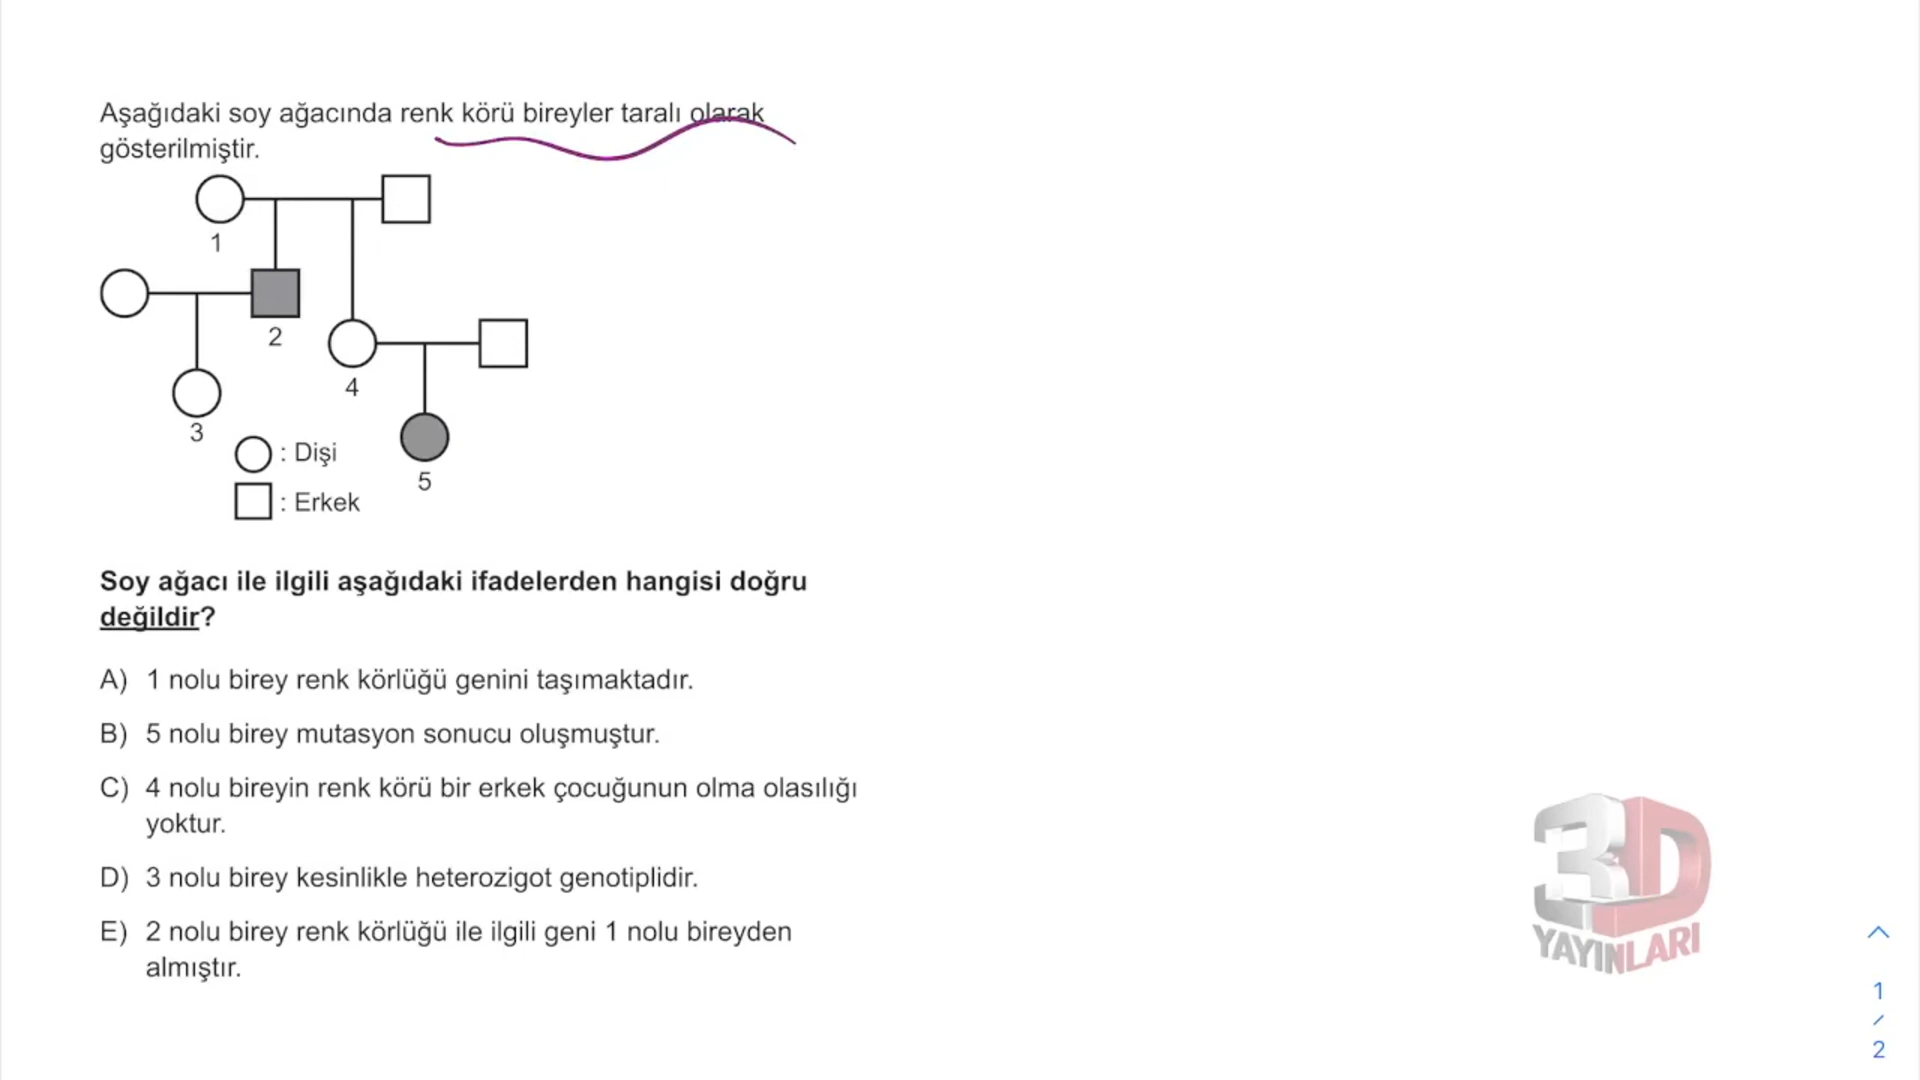 Aşağıdaki soy ağacında renk körü bireyler taralı olarak
gösterilmiştir.
1
2
4
3
: Dişi
5
: Erkek
Soy ağacı ile ilgili aşağıdaki ifadelerden hangisi doğru
değildir?
A) 1 nolu birey renk körlüğü genini taşımaktadır.
B) 5 nolu birey mutasyon sonucu oluşmuştur.
C) 4 nolu bireyin renk körü bir erkek çocuğunun olma olasılığı
yoktur.
D) 3 nolu birey kesinlikle heterozigot genotiplidir.
E) 2 nolu birey renk körlüğü ile ilgili geni 1 nolu bireyden
almıştır.
3D
YAYINLARI
1
/
2